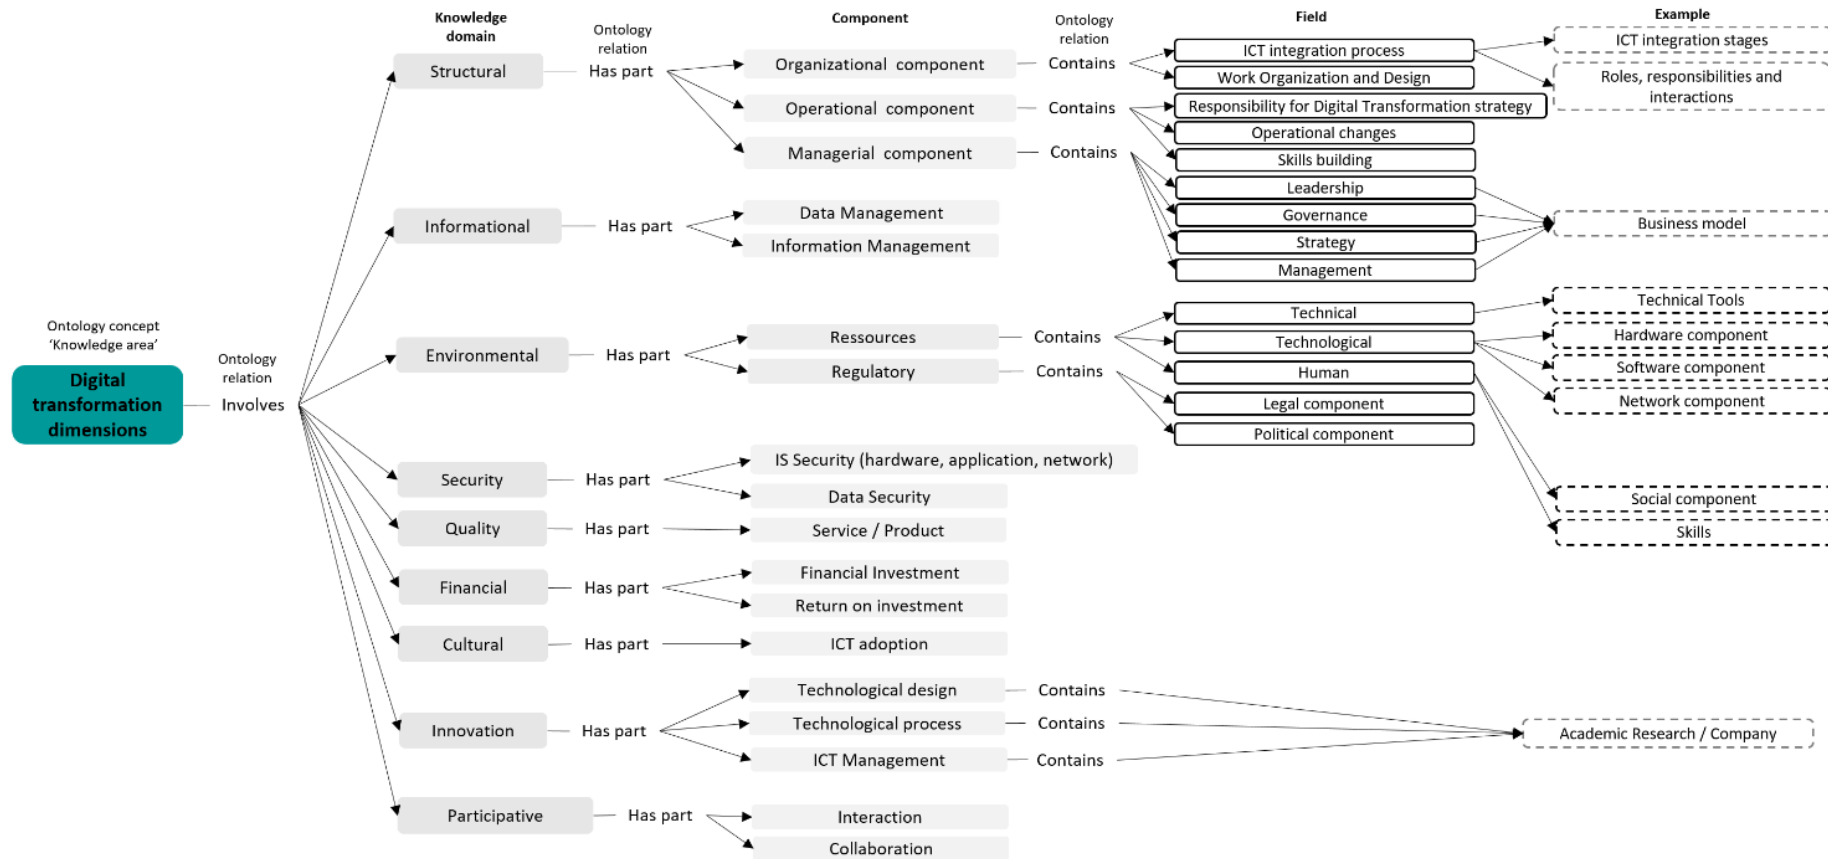 Knowledge
domain
Ontology
relation
Component
Ontology
relation
Field
Example
Structural
Has part
Organizational component
Contains
ICT integration process
ICT integration stages
Work Organization and Design
Roles, responsibilities and
interactions
Operational component
Contains
Responsibility for Digital Transformation strategy
Operational changes
Skills building
Managerial component
Contains
Leadership
Governance
Strategy
Management
Business model
Informational
Has part
Data Management
Information Management
Ontology concept
‘Knowledge area’
Digital
transformation
dimensions
Ontology
relation
Involves
Environmental
Has part
Ressources
Contains
Technical
Technical Tools
Technological
Hardware component
Software component
Network component
Human
Social component
Skills
Regulatory
Contains
Legal component
Political component
Security
Has part
IS Security (hardware, application, network)
Data Security
Quality
Has part
Service / Product
Financial
Has part
Financial Investment
Return on investment
Cultural
Has part
ICT adoption
Innovation
Has part
Technological design
Contains
Technological process
Contains
ICT Management
Contains
Academic Research / Company
Participative
Has part
Interaction
Collaboration